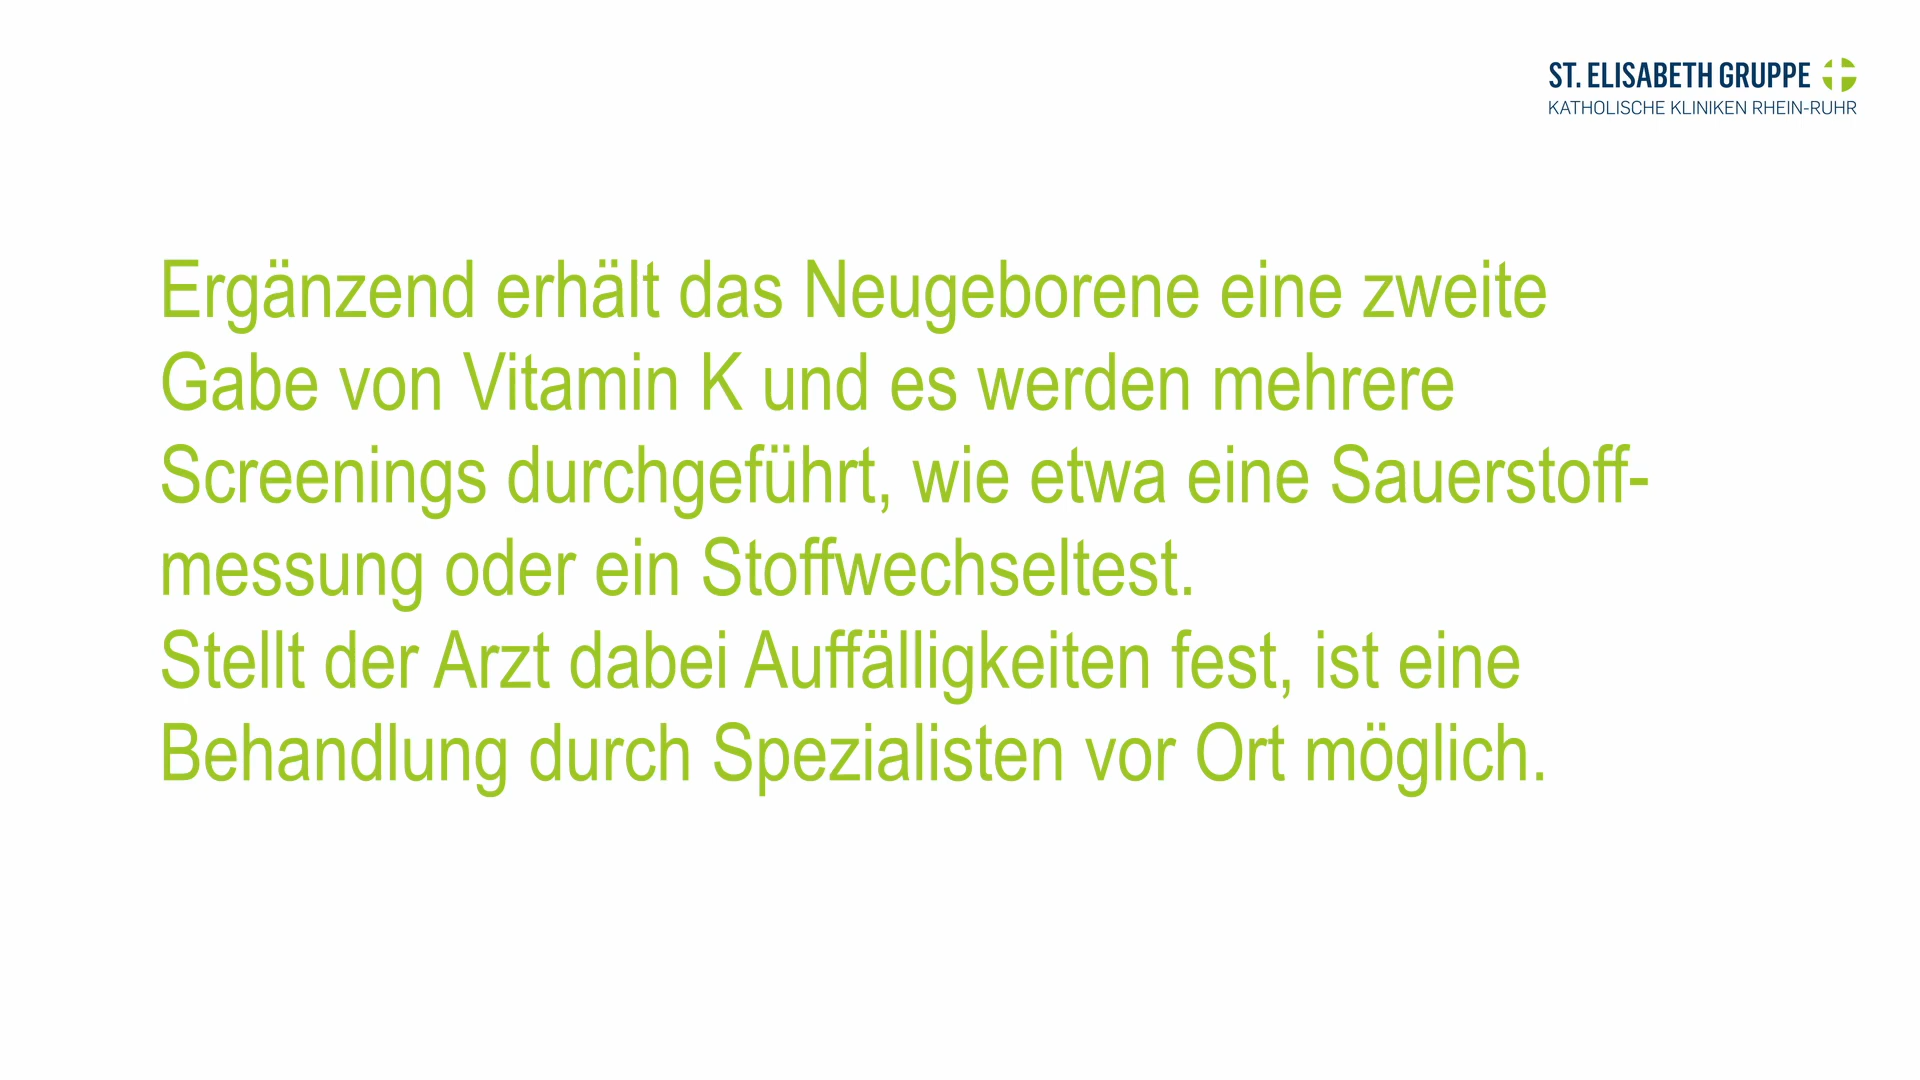 ST. ELISABETH GRUPPE
KATHOLISCHE KLINIKEN RHEIN-RUHR
Ergänzend erhält das Neugeborene eine zweite
Gabe von Vitamin K und es werden mehrere
Screenings durchgeführt, wie etwa eine Sauerstoff-
messung oder ein Stoffwechseltest.
Stellt der Arzt dabei Auffälligkeiten fest, ist eine
Behandlung durch Spezialisten vor Ort möglich.